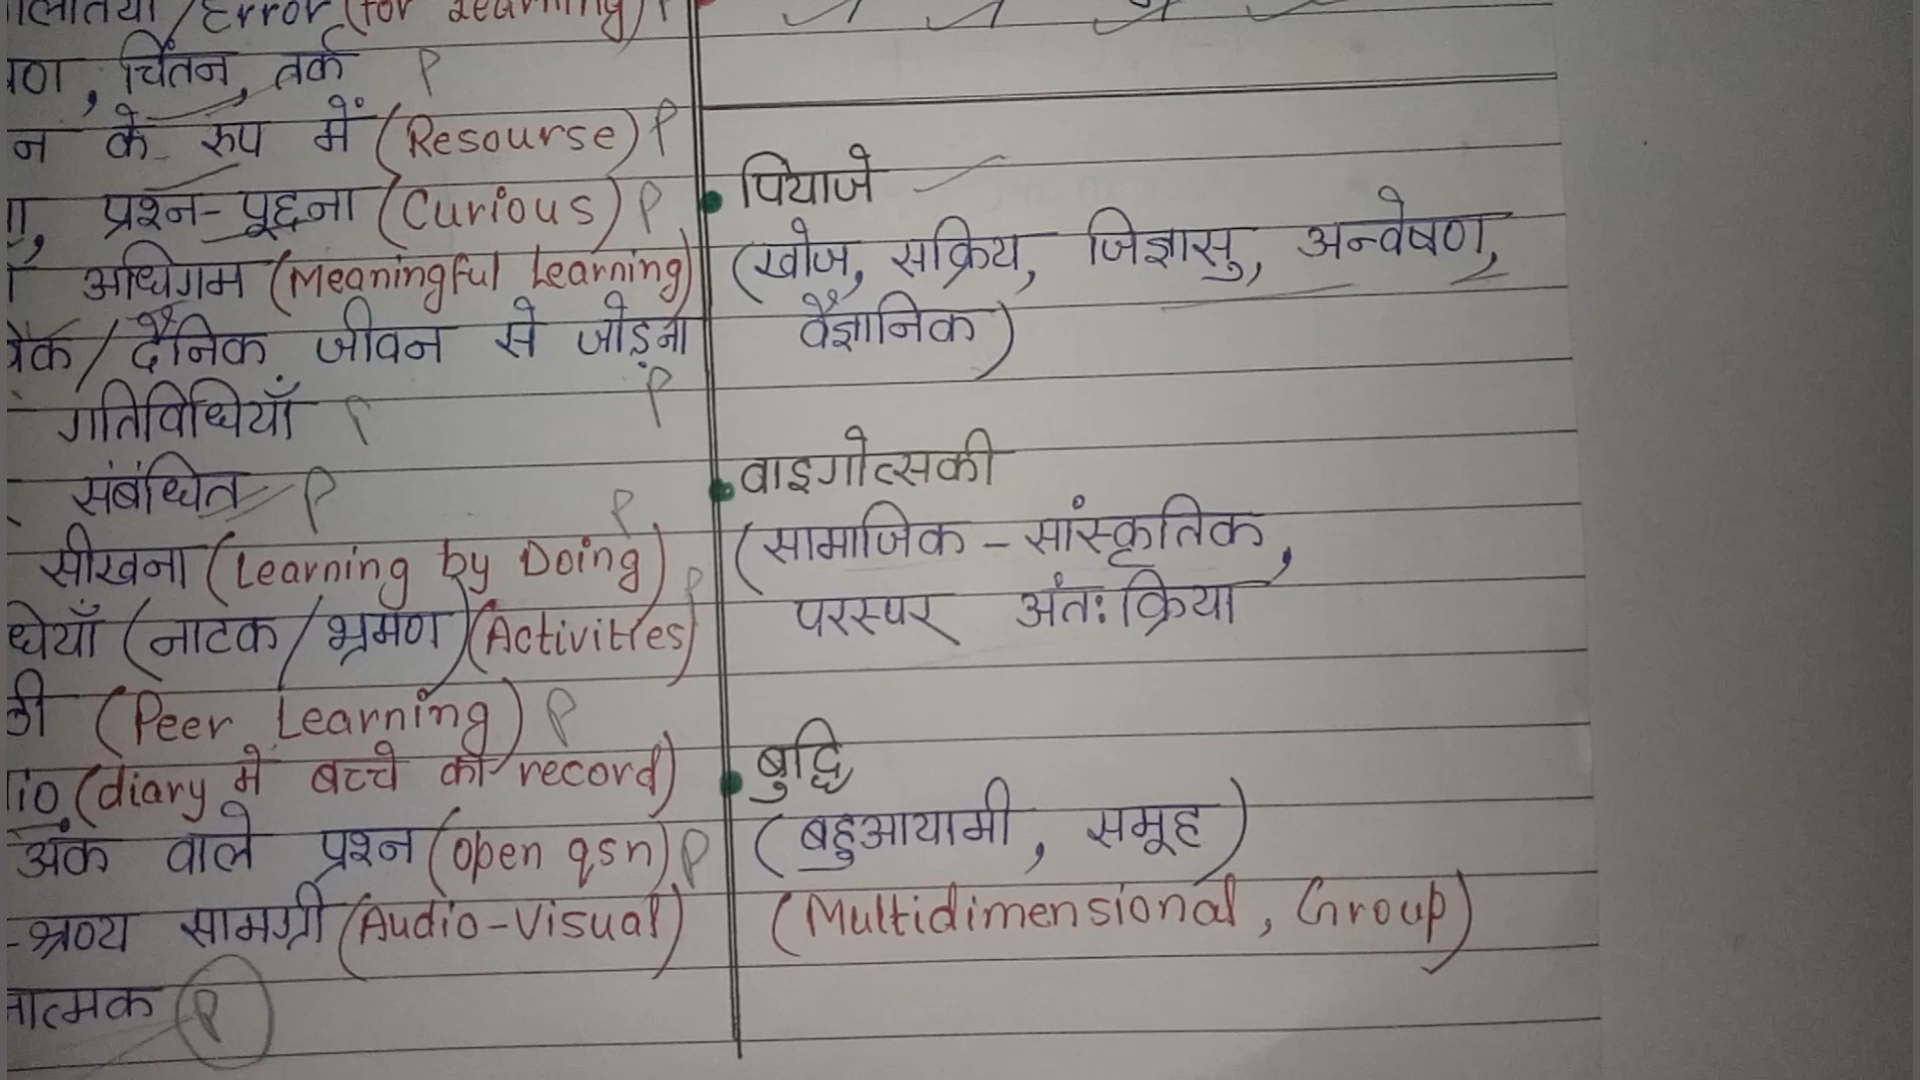 /Error (for Learning) P
, चिंतन, तर्क P
न के रूप में (Resourse) P
, प्रश्न-पूछना (Curious) P
अधिगम (Meaningful Learning)
/ दैनिक जीवन से जोड़ना P
गतिविधियाँ P
संबंधित P
सीखना (Learning by Doing) P
(नाटक/भ्रमण) (Activities) P
(Peer Learning) P
io (diary में बच्चे का record)
अंक वाले प्रश्न (open qsn) P
-श्रव्य सामग्री (Audio-Visual)
त्मक P
• पियाजे
(खोज, सक्रिय, जिज्ञासु, अन्वेषण,
वैज्ञानिक)
• वाइगोत्सकी
(सामाजिक - सांस्कृतिक,
परस्पर अंतःक्रिया
• बुद्धि
(बहुआयामी, समूह)
(Multidimensional, Group)